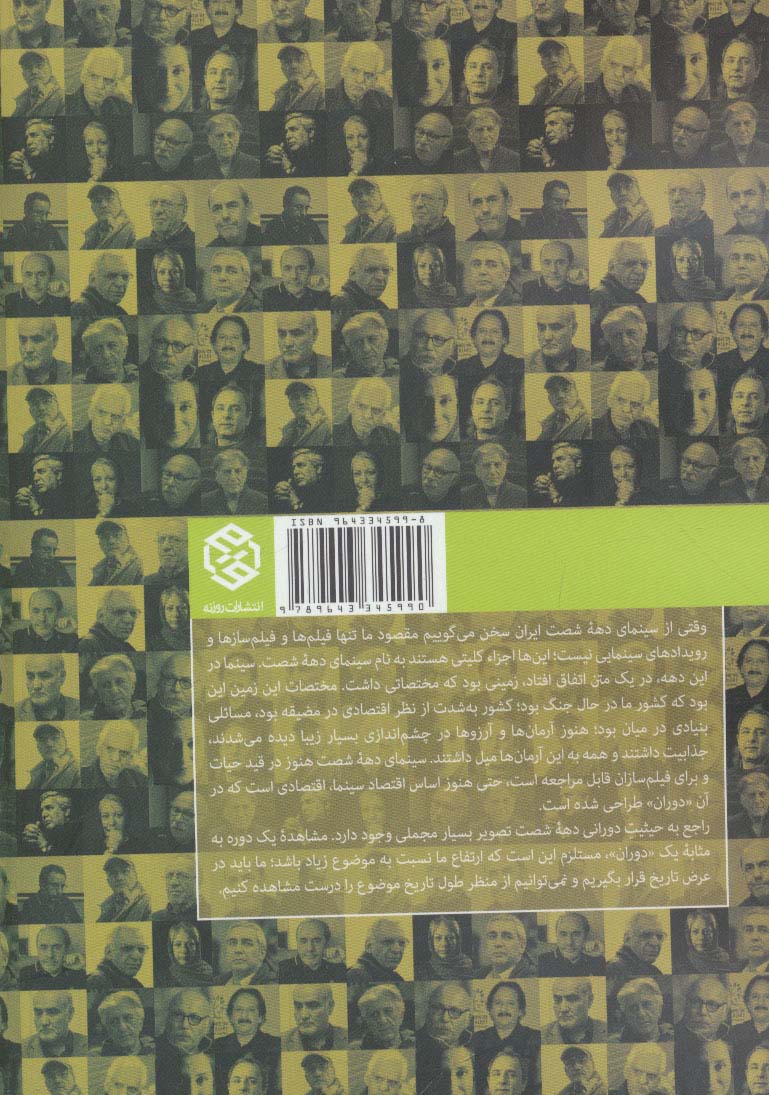 ISBN 964334599-8
9 789643 345990
انتشارات روزنه
وقتی از سینمای دههٔ شصت ایران سخن می‌گوییم مقصود ما تنها فیلم‌ها و فیلم‌سازها و
رویدادهای سینمایی نیست؛ این‌ها اجزاء کلیتی هستند به نام سینمای دههٔ شصت. سینما در
این دهه، در یک متن اتفاق افتاد، زمینی بود که مختصاتی داشت. مختصات این زمین این
بود که کشور ما در حال جنگ بود؛ کشور به‌شدت از نظر اقتصادی در مضیقه بود، مسائلی
بنیادی در میان بود؛ هنوز آرمان‌ها و آرزوها در چشم‌اندازی بسیار زیبا دیده می‌شدند،
جذابیت داشتند و همه به این آرمان‌ها میل داشتند. سینمای دههٔ شصت هنوز در قید حیات
و برای فیلم‌سازان قابل مراجعه است، حتی هنوز اساس اقتصاد سینما، اقتصادی است که در
آن «دوران» طراحی شده است.
راجع به حیثیت دورانی دههٔ شصت تصویر بسیار مجملی وجود دارد. مشاهدهٔ یک دوره به
مثابهٔ یک «دوران»، مستلزم این است که ارتفاع ما نسبت به موضوع زیاد باشد؛ ما باید در
عرض تاریخ قرار بگیریم و نمی‌توانیم از منظر طول تاریخ موضوع را درست مشاهده کنیم.